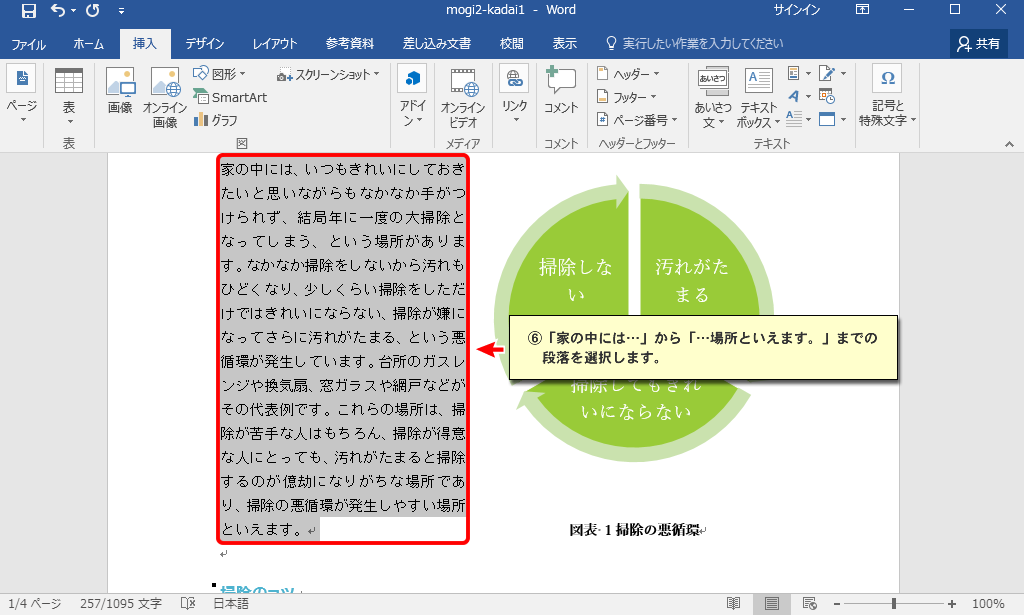 mogi2-kadai1 - Word
サインイン
ファイル ホーム 挿入 デザイン レイアウト 参考資料 差し込み文書 校閲 表示 実行したい作業を入力してください 共有
ページ
表
表
画像
オンライン
画像
図形
SmartArt
グラフ
スクリーンショット
図
アドイ
ン
オンライン
ビデオ
メディア
リンク
コメント
コメント
ヘッダー
フッター
ページ番号
ヘッダーとフッター
あいさつ
あいさつ
文
テキスト
ボックス
テキスト
記号と
特殊文字
家の中には、いつもきれいにしておき
たいと思いながらもなかなか手がつ
けられず、結局年に一度の大掃除と
なってしまう、という場所がありま
す。なかなか掃除をしないから汚れも
ひどくなり、少しくらい掃除をしただ
けではきれいにならない、掃除が嫌に
なってさらに汚れがたまる、という悪
循環が発生しています。台所のガスレ
ンジや換気扇、窓ガラスや網戸などが
その代表例です。これらの場所は、掃
除が苦手な人はもちろん、掃除が得意
な人にとっても、汚れがたまると掃除
するのが億劫になりがちな場所であ
り、掃除の悪循環が発生しやすい場所
といえます。
掃除しな
い
汚れがた
まる
⑥「家の中には…」から「…場所といえます。」までの
段落を選択します。
掃除してもきれ
いにならない
図表 1 掃除の悪循環
掃除のコツ
1/4 ページ 257/1095 文字 日本語 100%